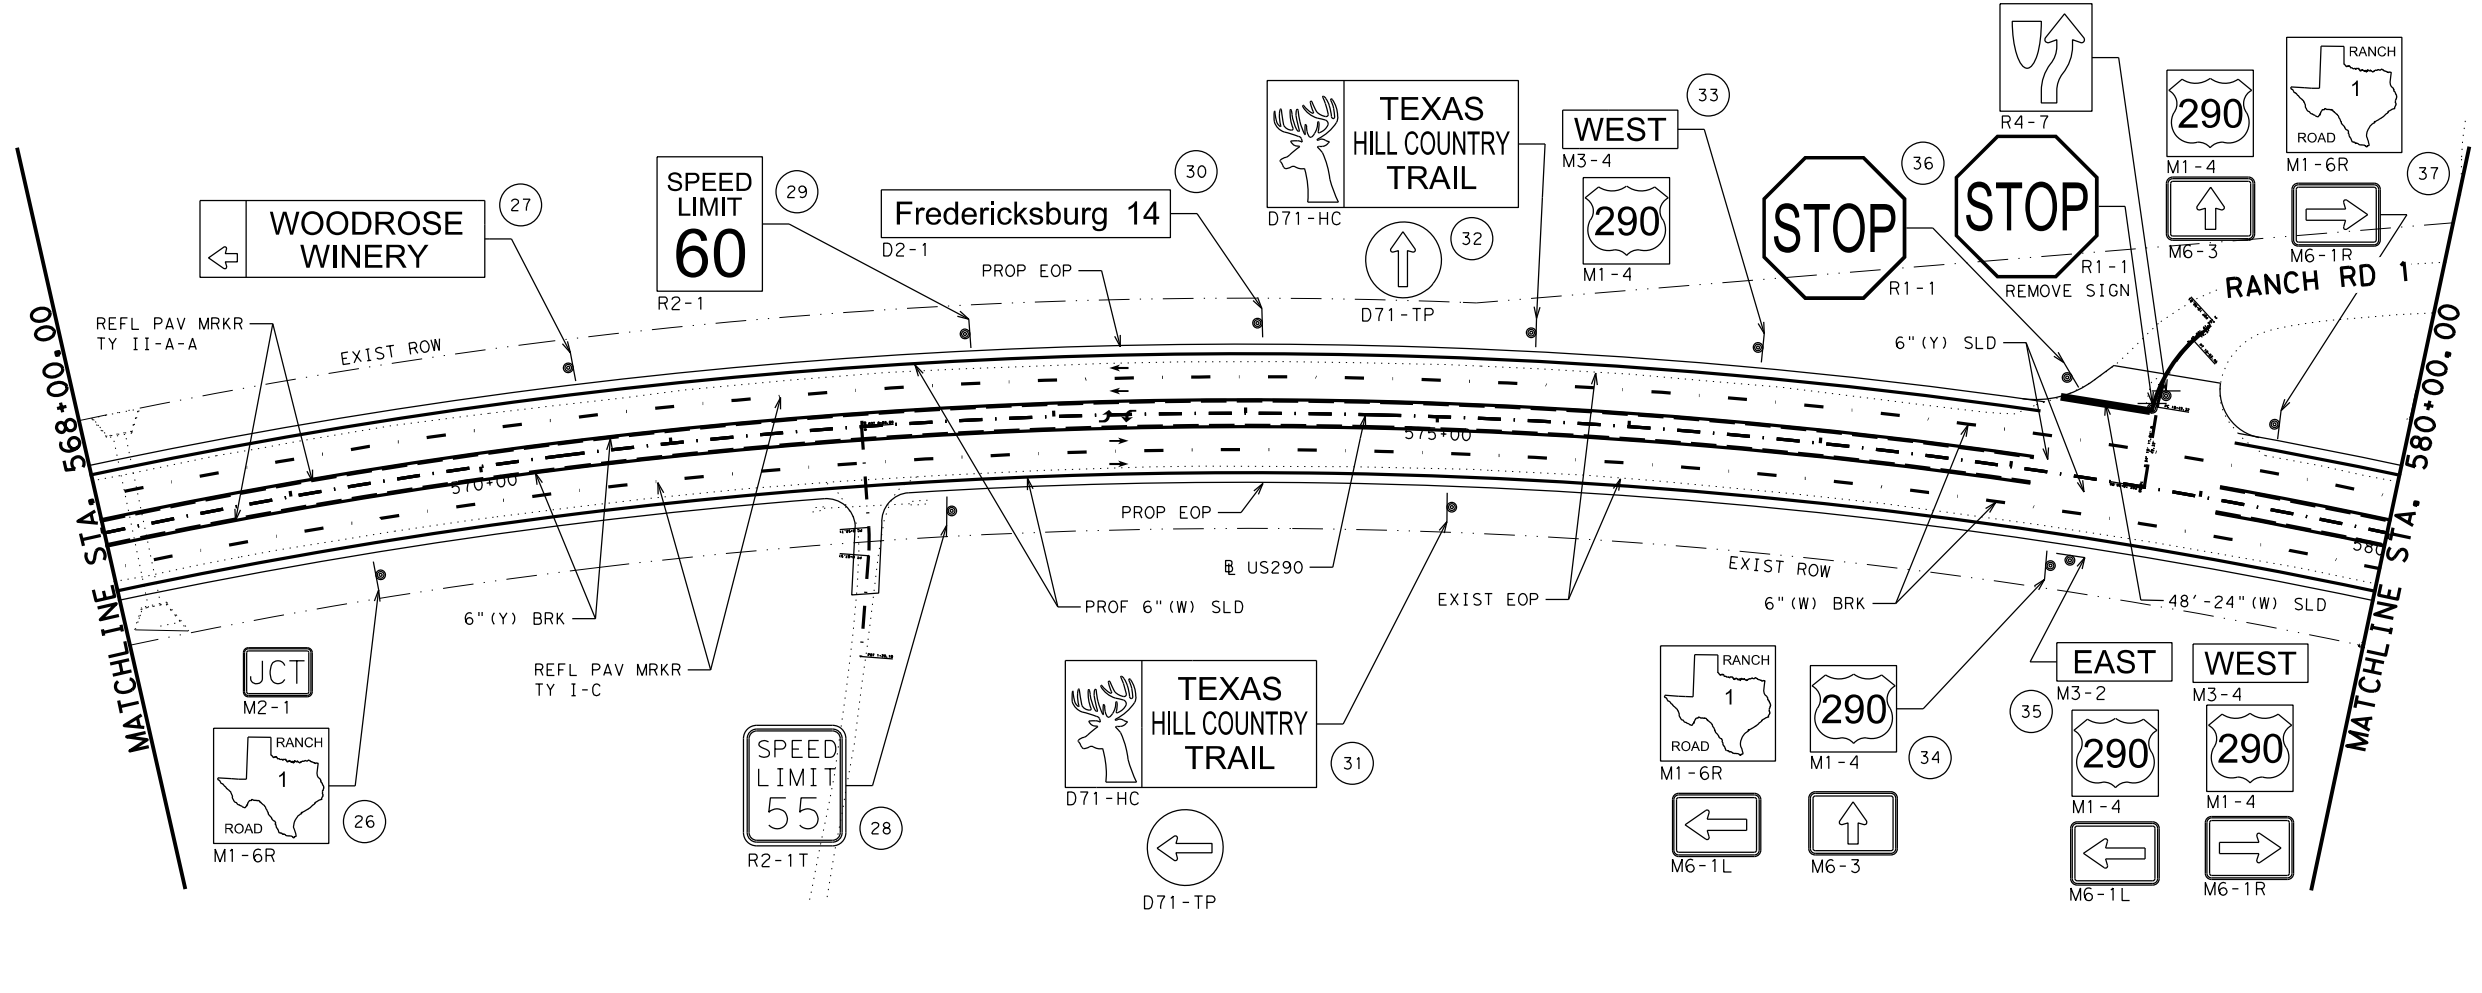 MATCHLINE STA. 568+00.00
REFL PAV MRKR
TY II-A-A
WOODROSE
WINERY
27
EXIST ROW
SPEED
LIMIT
60
R2-1
29
Fredericksburg 14
D2-1
30
PROP EOP
TEXAS
HILL COUNTRY
TRAIL
D71-HC
D71-TP
32
WEST
M3-4
290
M1-4
33
STOP
R1-1
36
STOP
R1-1
REMOVE SIGN
R4-7
290
M1-4
M6-3
RANCH
1
ROAD
M1-6R
M6-1R
37
RANCH RD 1
6"(Y) SLD
570+00
575+00
580
MATCHLINE STA. 580+00.00
JCT
M2-1
RANCH
1
ROAD
M1-6R
26
6"(Y) BRK
REFL PAV MRKR
TY I-C
SPEED
LIMIT
55
R2-1T
28
PROP EOP
PROF 6"(W) SLD
℄ US290
TEXAS
HILL COUNTRY
TRAIL
D71-HC
D71-TP
31
EXIST EOP
EXIST ROW
6"(W) BRK
48'-24"(W) SLD
RANCH
1
ROAD
M1-6R
M6-1L
290
M1-4
M6-3
34
35
EAST
M3-2
290
M1-4
M6-1L
WEST
M3-4
290
M1-4
M6-1R